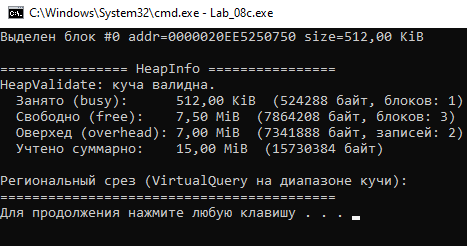 C:\Windows\System32\cmd.exe - Lab_08c.exe
Выделен блок #0 addr=0000020EE5250750 size=512,00 KiB
=============== HeapInfo ================
HeapValidate: куча валидна.
Занято (busy): 512,00 KiB (524288 байт, блоков: 1)
Свободно (free): 7,50 MiB (7864208 байт, блоков: 3)
Оверхед (overhead): 7,00 MiB (7341888 байт, записей: 2)
Учтено суммарно: 15,00 MiB (15730384 байт)
Региональный срез (VirtualQuery на диапазоне кучи):
=========================================
Для продолжения нажмите любую клавишу . . .